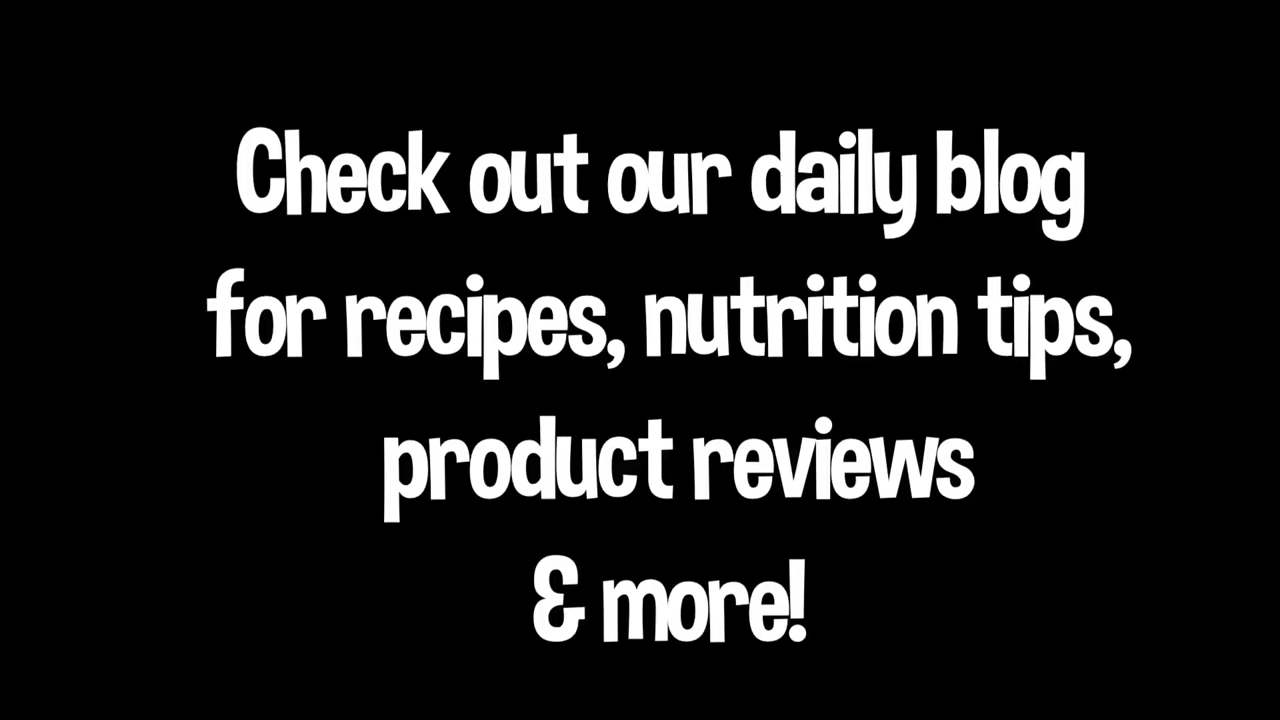 Check out our daily blog
for recipes, nutrition tips,
product reviews
& more!